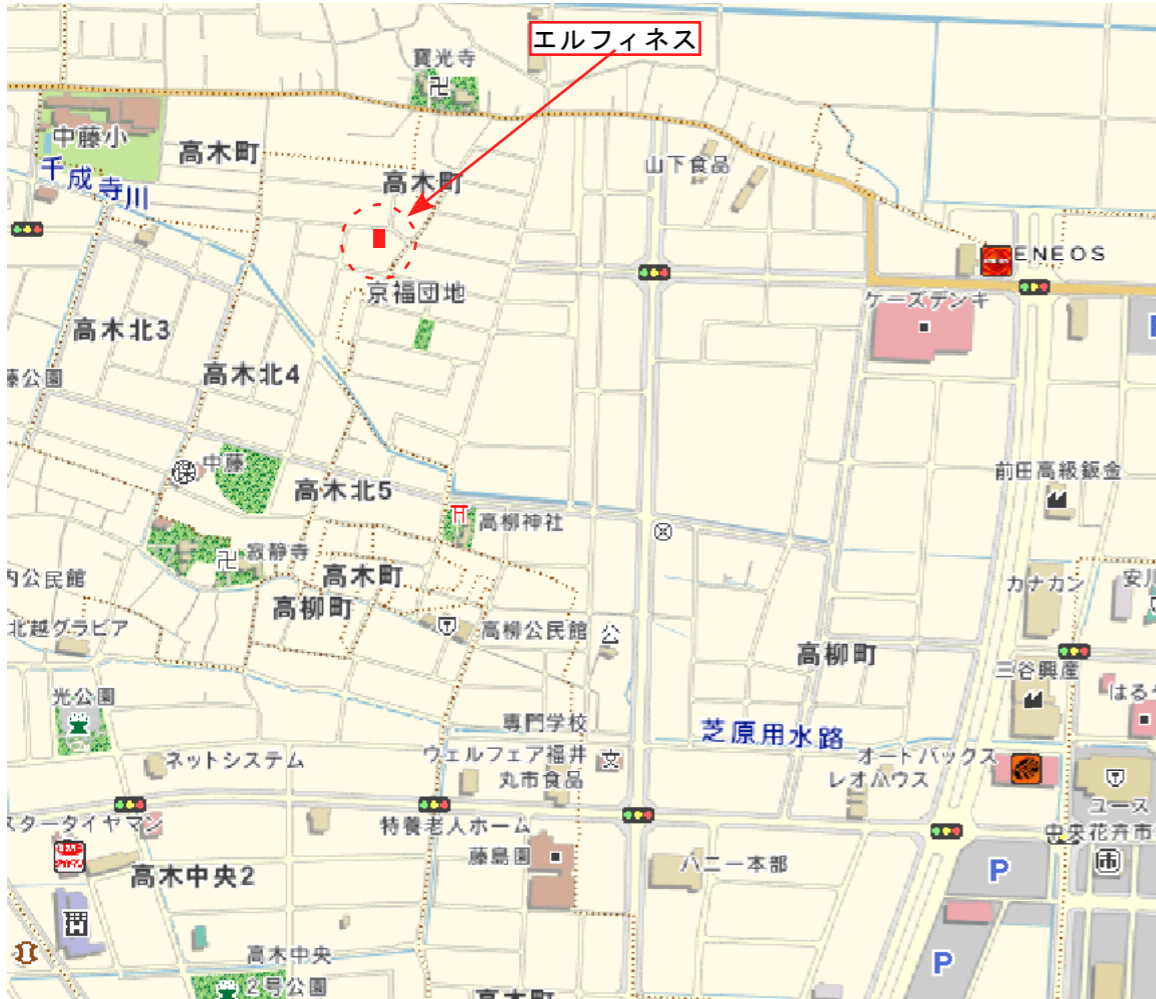 エルフィネス
寶光寺
中藤小
高木町
千成寺川
山下食品
高木町
ENEOS
京福団地
ケーズデンキ
高木北3
高木北4
藤公園
中藤
高木北5
前田高級鈑金
高柳神社
寂静寺
高木町
内公民館
高柳町
カナカン
安川
北越グラビア
高柳公民館
公
高柳町
三谷興産
はるや
光公園
専門学校
芝原用水路
ネットシステム
ウェルフェア福井
オートバックス
丸市食品
文
レオハウス
ユース
スタータイヤマン
特養老人ホーム
中央花卉市
藤島園
ハニー本部
P
高木中央2
高木中央
P
2号公園
高木町